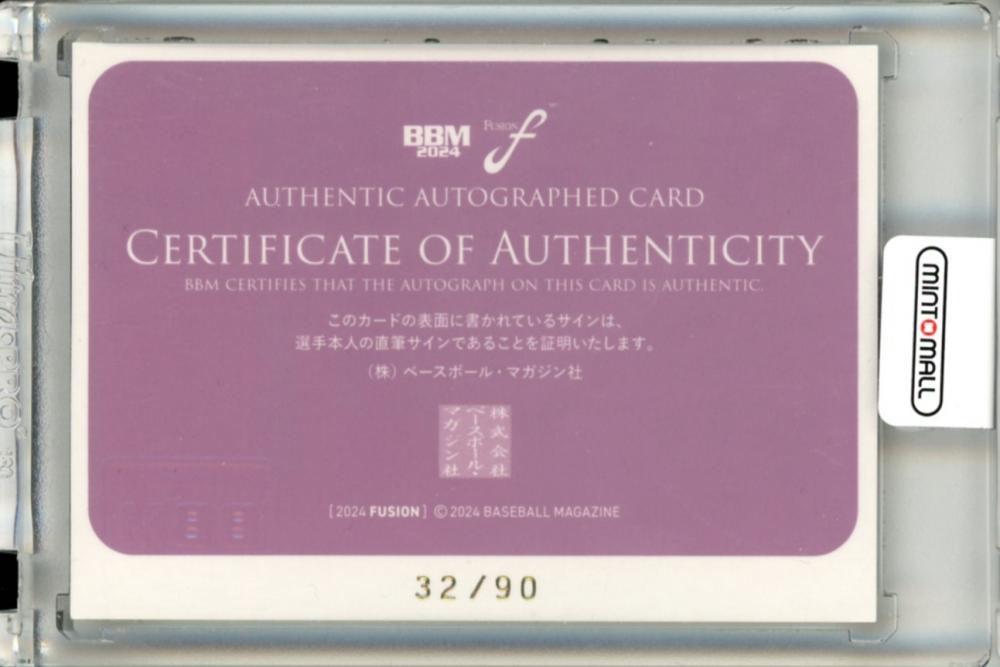 BBM
2024
FUSION f
AUTHENTIC AUTOGRAPHED CARD
CERTIFICATE OF AUTHENTICITY
BBM CERTIFIES THAT THE AUTOGRAPH ON THIS CARD IS AUTHENTIC.
このカードの表面に書かれているサインは、
選手本人の直筆サインであることを証明いたします。
（株）ベースボール・マガジン社
株式会社
ベースボール・
マガジン社
[2024 FUSION] ©2024 BASEBALL MAGAZINE
32/90
MINTMALL